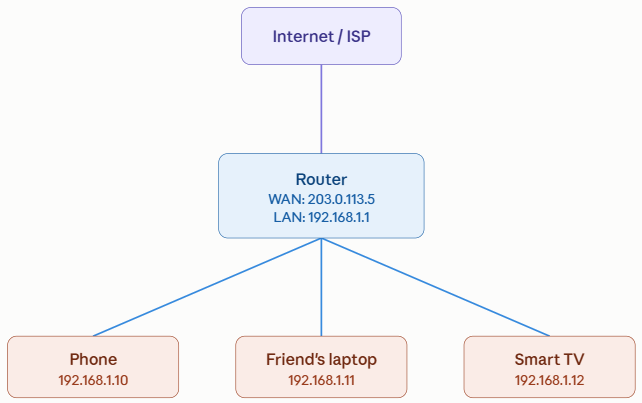 Internet / ISP
Router
WAN: 203.0.113.5
LAN: 192.168.1.1
Phone
192.168.1.10
Friend's laptop
192.168.1.11
Smart TV
192.168.1.12